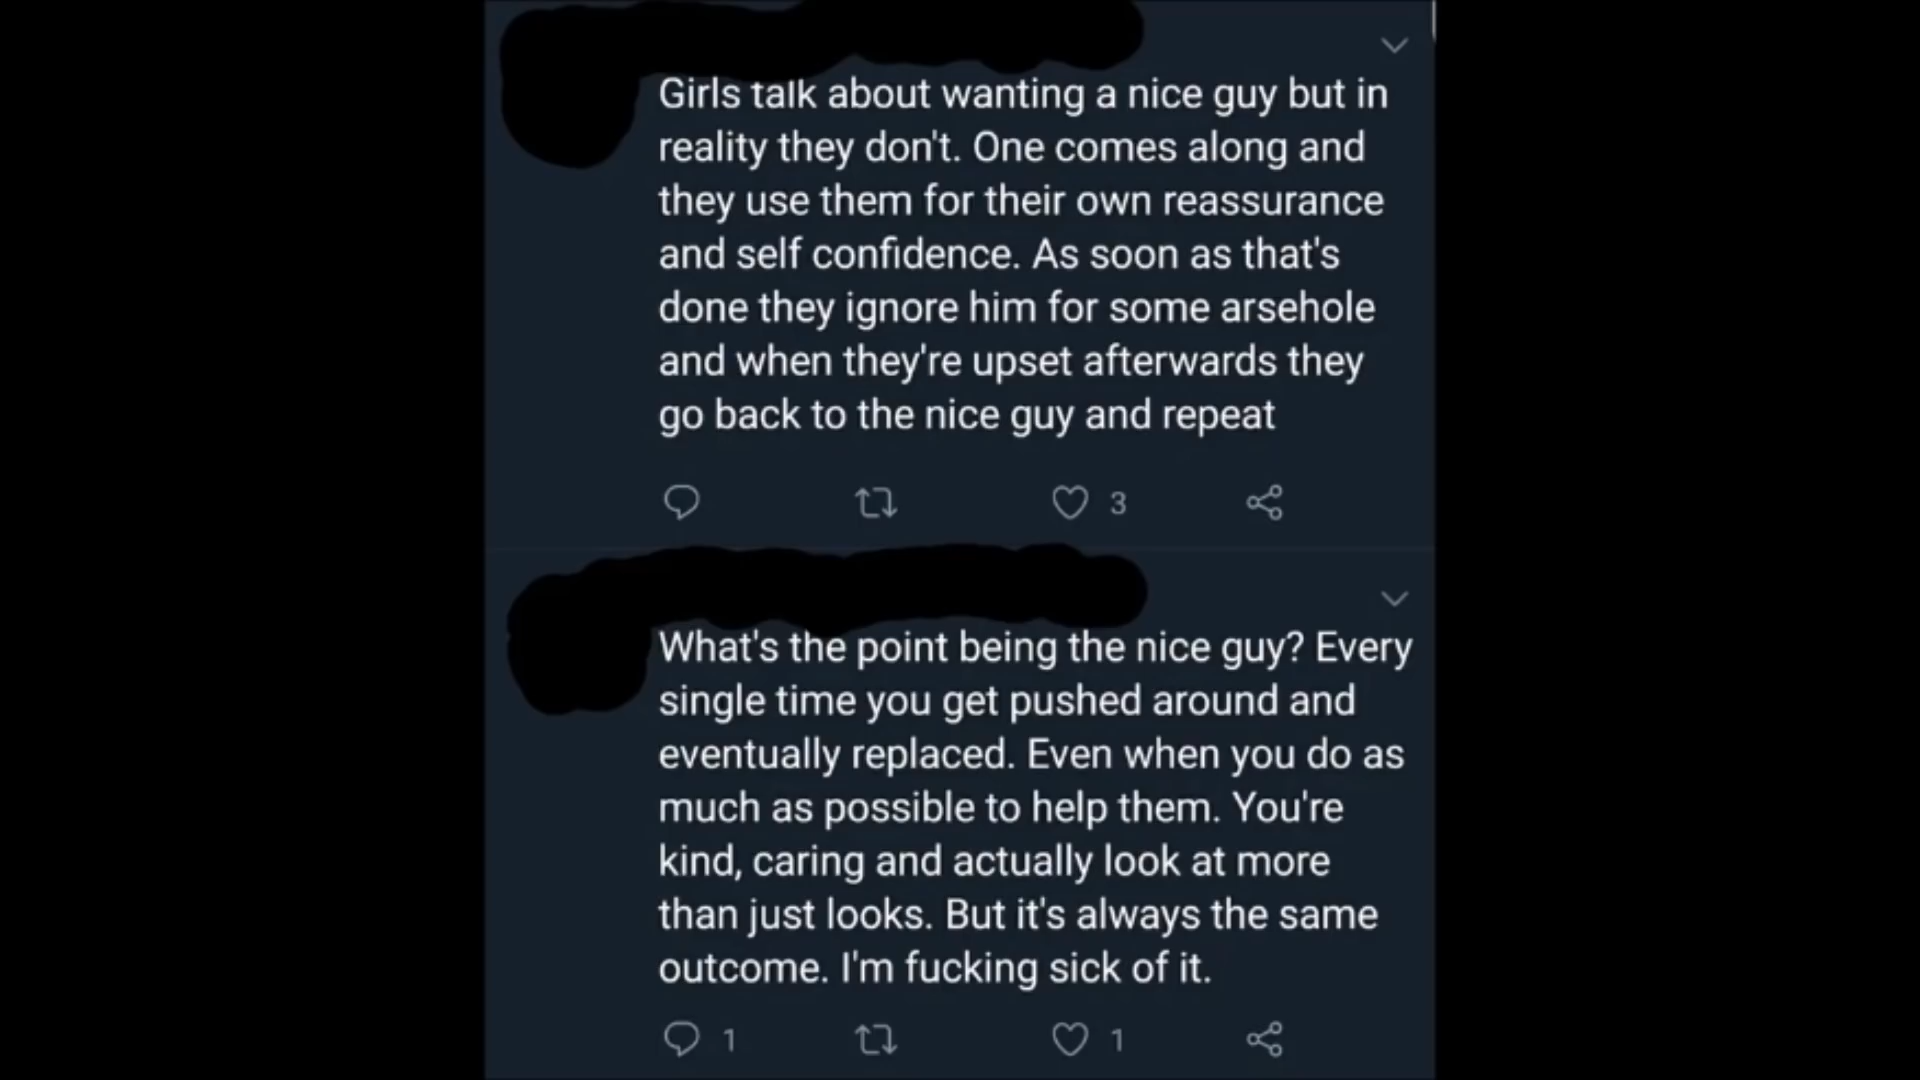 Girls talk about wanting a nice guy but in
reality they don't. One comes along and
they use them for their own reassurance
and self confidence. As soon as that's
done they ignore him for some arsehole
and when they're upset afterwards they
go back to the nice guy and repeat
3
What's the point being the nice guy? Every
single time you get pushed around and
eventually replaced. Even when you do as
much as possible to help them. You're
kind, caring and actually look at more
than just looks. But it's always the same
outcome. I'm fucking sick of it.
1 1